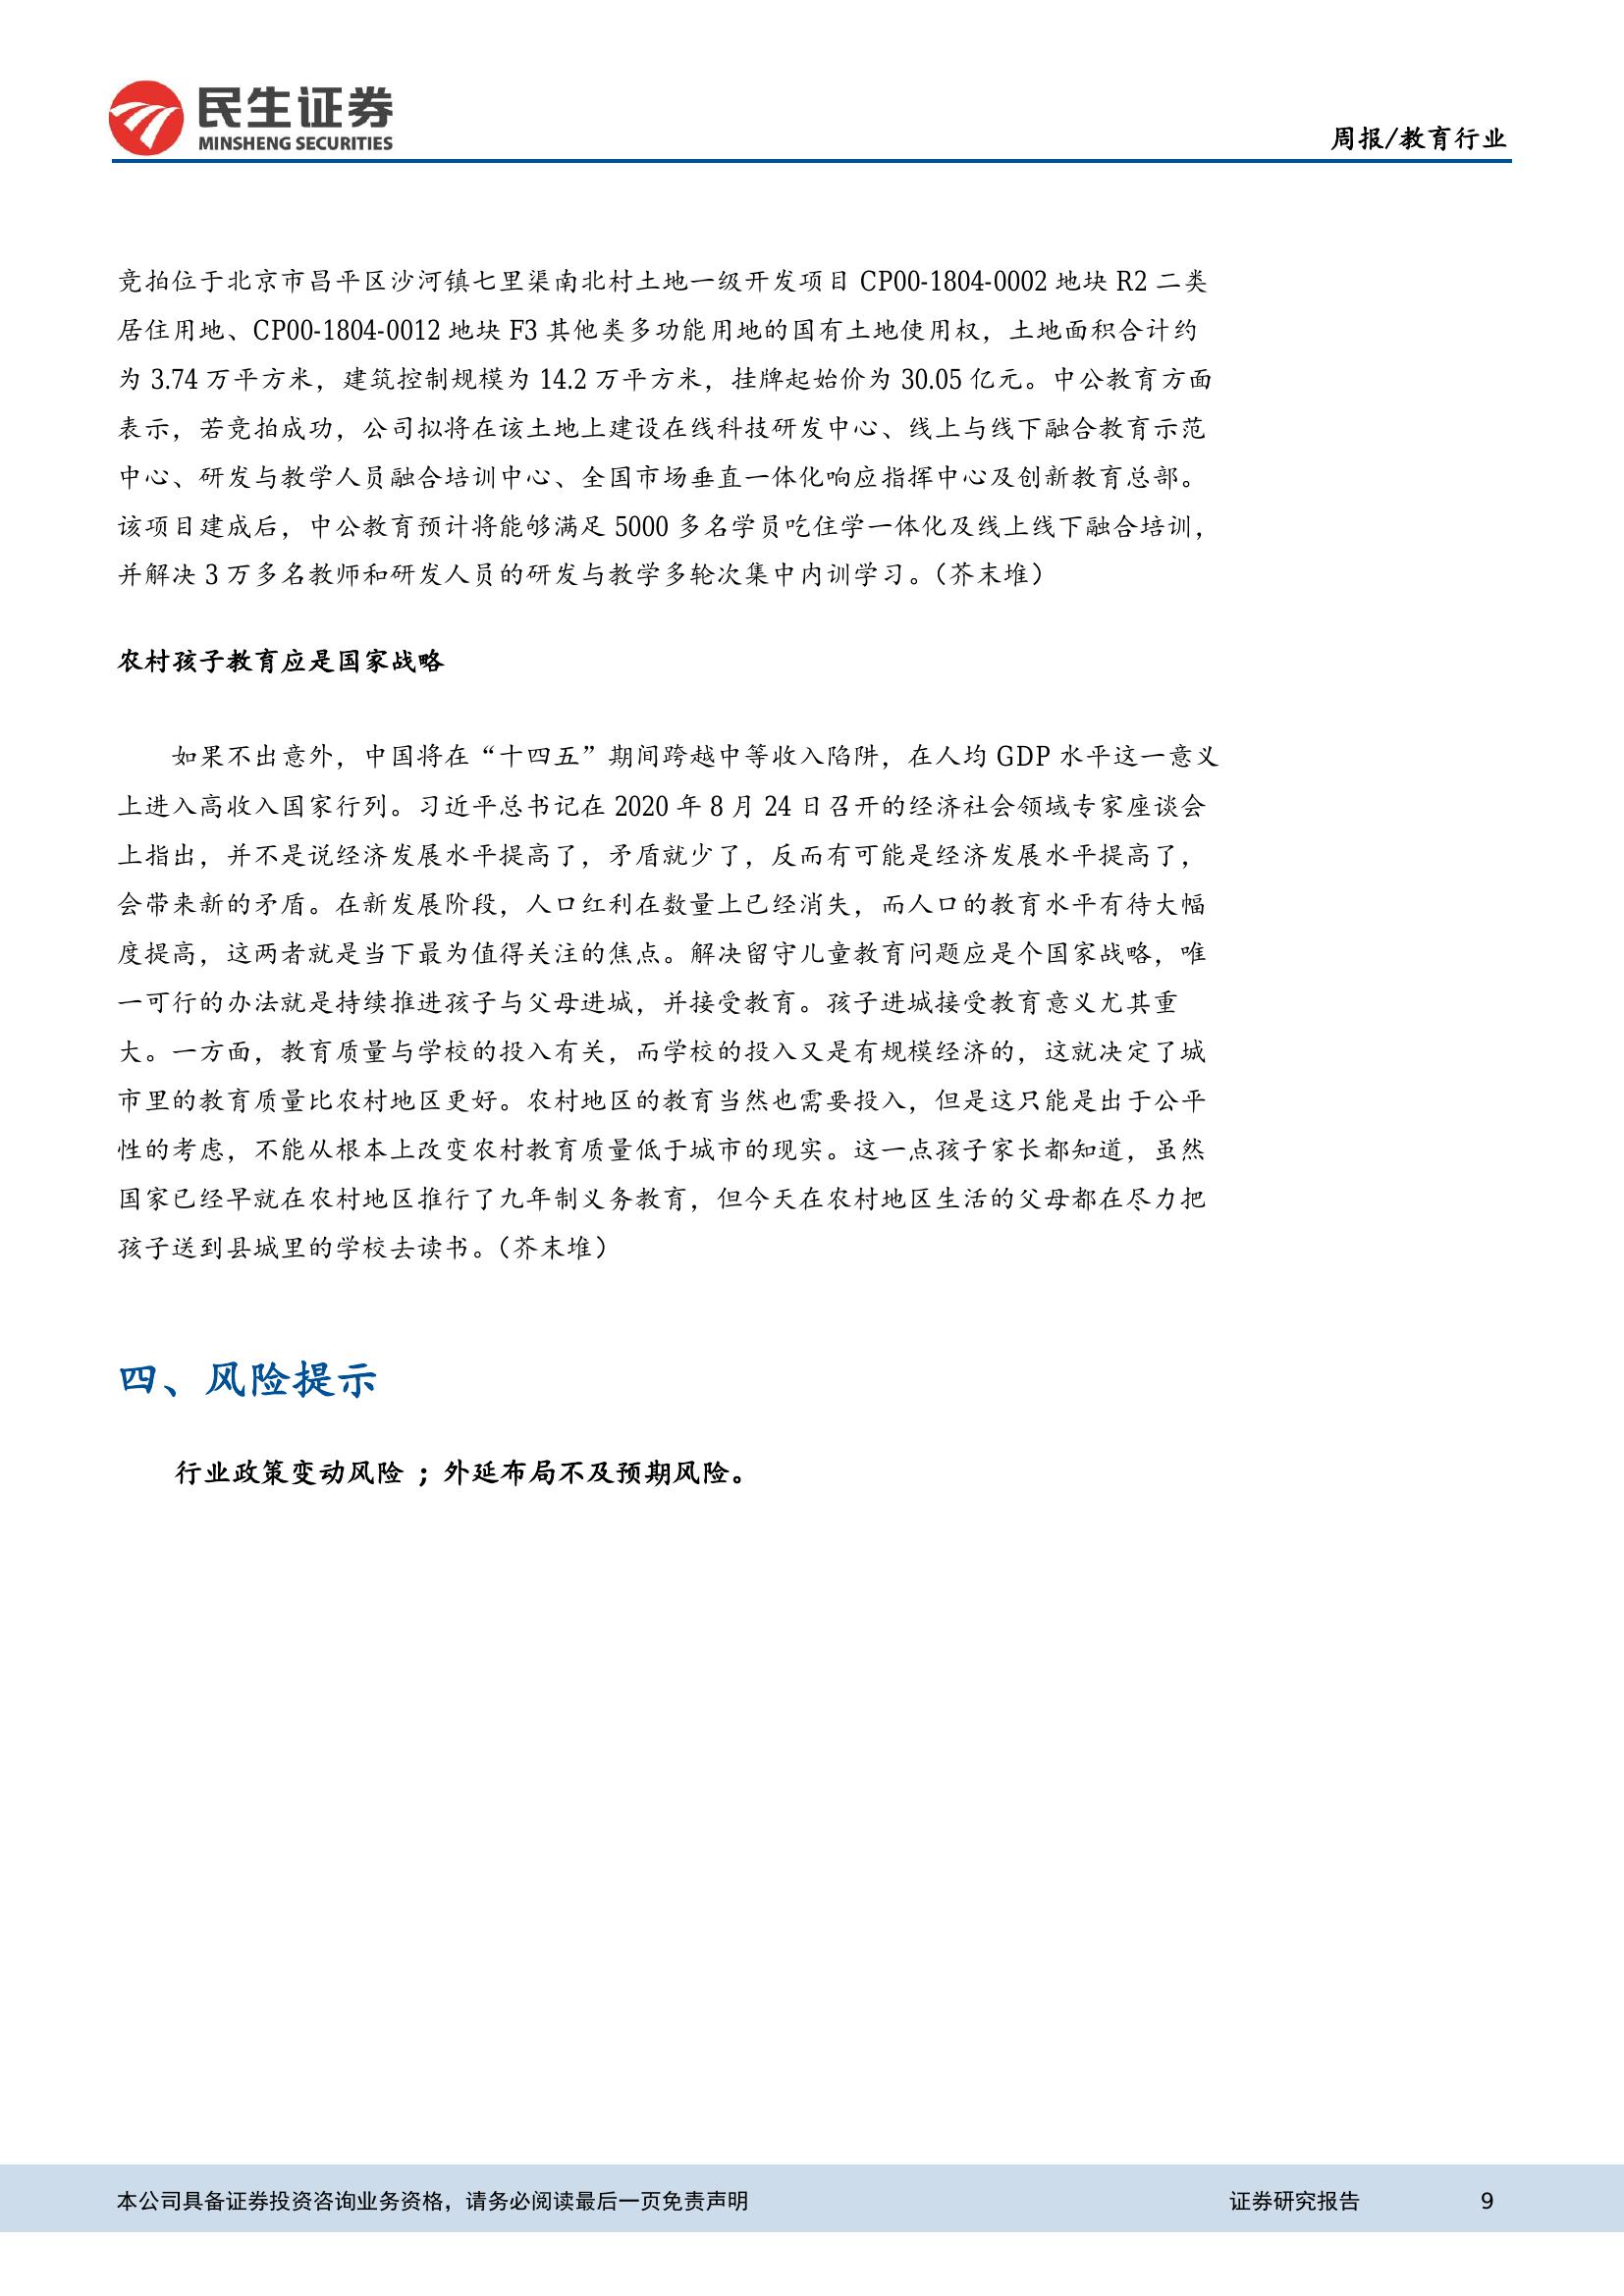 民生证券
MINSHENG SECURITIES
周报/教育行业
竞拍位于北京市昌平区沙河镇七里渠南北村土地一级开发项目 CP00-1804-0002 地块 R2 二类
居住用地、CP00-1804-0012 地块 F3 其他类多功能用地的国有土地使用权，土地面积合计约
为 3.74 万平方米，建筑控制规模为 14.2 万平方米，挂牌起始价为 30.05 亿元。中公教育方面
表示，若竞拍成功，公司拟将在该土地上建设在线科技研发中心、线上与线下融合教育示范
中心、研发与教学人员融合培训中心、全国市场垂直一体化响应指挥中心及创新教育总部。
该项目建成后，中公教育预计将能够满足 5000 多名学员吃住学一体化及线上线下融合培训，
并解决 3 万多名教师和研发人员的研发与教学多轮次集中内训学习。（芥末堆）
农村孩子教育应是国家战略
如果不出意外，中国将在“十四五”期间跨越中等收入陷阱，在人均 GDP 水平这一意义
上进入高收入国家行列。习近平总书记在 2020 年 8 月 24 日召开的经济社会领域专家座谈会
上指出，并不是说经济发展水平提高了，矛盾就少了，反而有可能是经济发展水平提高了，
会带来新的矛盾。在新发展阶段，人口红利在数量上已经消失，而人口的教育水平有待大幅
度提高，这两者就是当下最为值得关注的焦点。解决留守儿童教育问题应是个国家战略，唯
一可行的办法就是持续推进孩子与父母进城，并接受教育。孩子进城接受教育意义尤其重
大。一方面，教育质量与学校的投入有关，而学校的投入又是有规模经济的，这就决定了城
市里的教育质量比农村地区更好。农村地区的教育当然也需要投入，但是这只能是出于公平
性的考虑，不能从根本上改变农村教育质量低于城市的现实。这一点孩子家长都知道，虽然
国家已经早就在农村地区推行了九年制义务教育，但今天在农村地区生活的父母都在尽力把
孩子送到县城里的学校去读书。（芥末堆）
四、风险提示
行业政策变动风险 ；外延布局不及预期风险。
本公司具备证券投资咨询业务资格，请务必阅读最后一页免责声明
证券研究报告
9